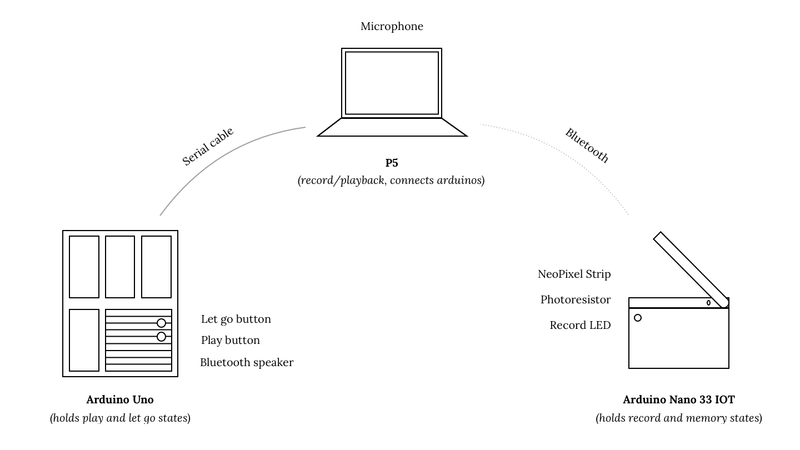 Microphone
Serial cable
Bluetooth
P5
(record/playback, connects arduinos)
NeoPixel Strip
Photoresistor
Record LED
Let go button
Play button
Bluetooth speaker
Arduino Uno
(holds play and let go states)
Arduino Nano 33 IOT
(holds record and memory states)